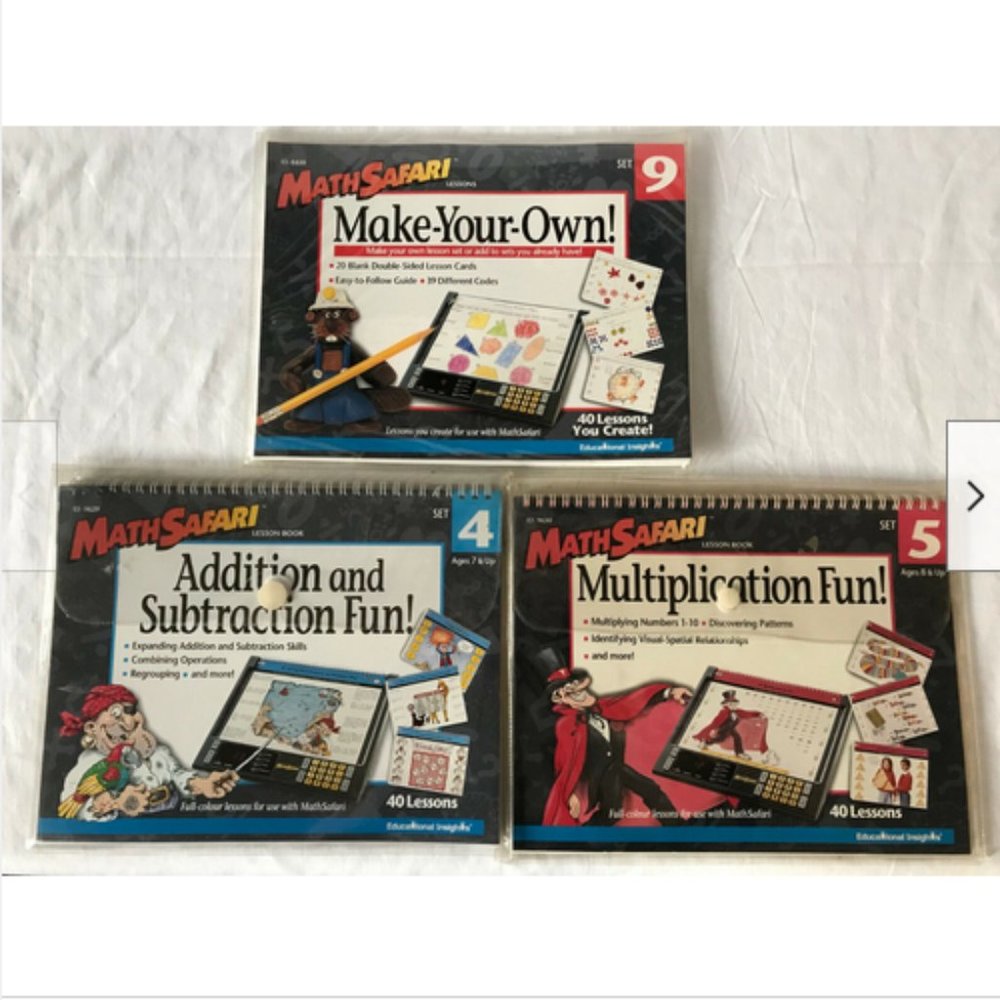 MATHSAFARI™
LESSONS
SET 9
Make-Your-Own!
Make your own lesson set or add to sets you already have!
▪ 20 Blank Double-Sided Lesson Cards
▪ Easy-to-Follow Guide ▪ 39 Different Codes
40 Lessons
You Create!
Lessons you create for use with MathSafari
Educational Insights
MATHSAFARI™
LESSON BOOK
SET 4
Ages 7 & Up
Addition and
Subtraction Fun!
▪ Expanding Addition and Subtraction Skills
▪ Combining Operations
▪ Regrouping ▪ and more!
Full-colour lessons for use with MathSafari
40 Lessons
Educational Insights
MATHSAFARI™
LESSON BOOK
SET 5
Ages 8 & Up
Multiplication Fun!
▪ Multiplying Numbers 1-10 ▪ Discovering Patterns
▪ Identifying Visual-Spatial Relationships
▪ and more!
Full-colour lessons for use with MathSafari
40 Lessons
Educational Insights